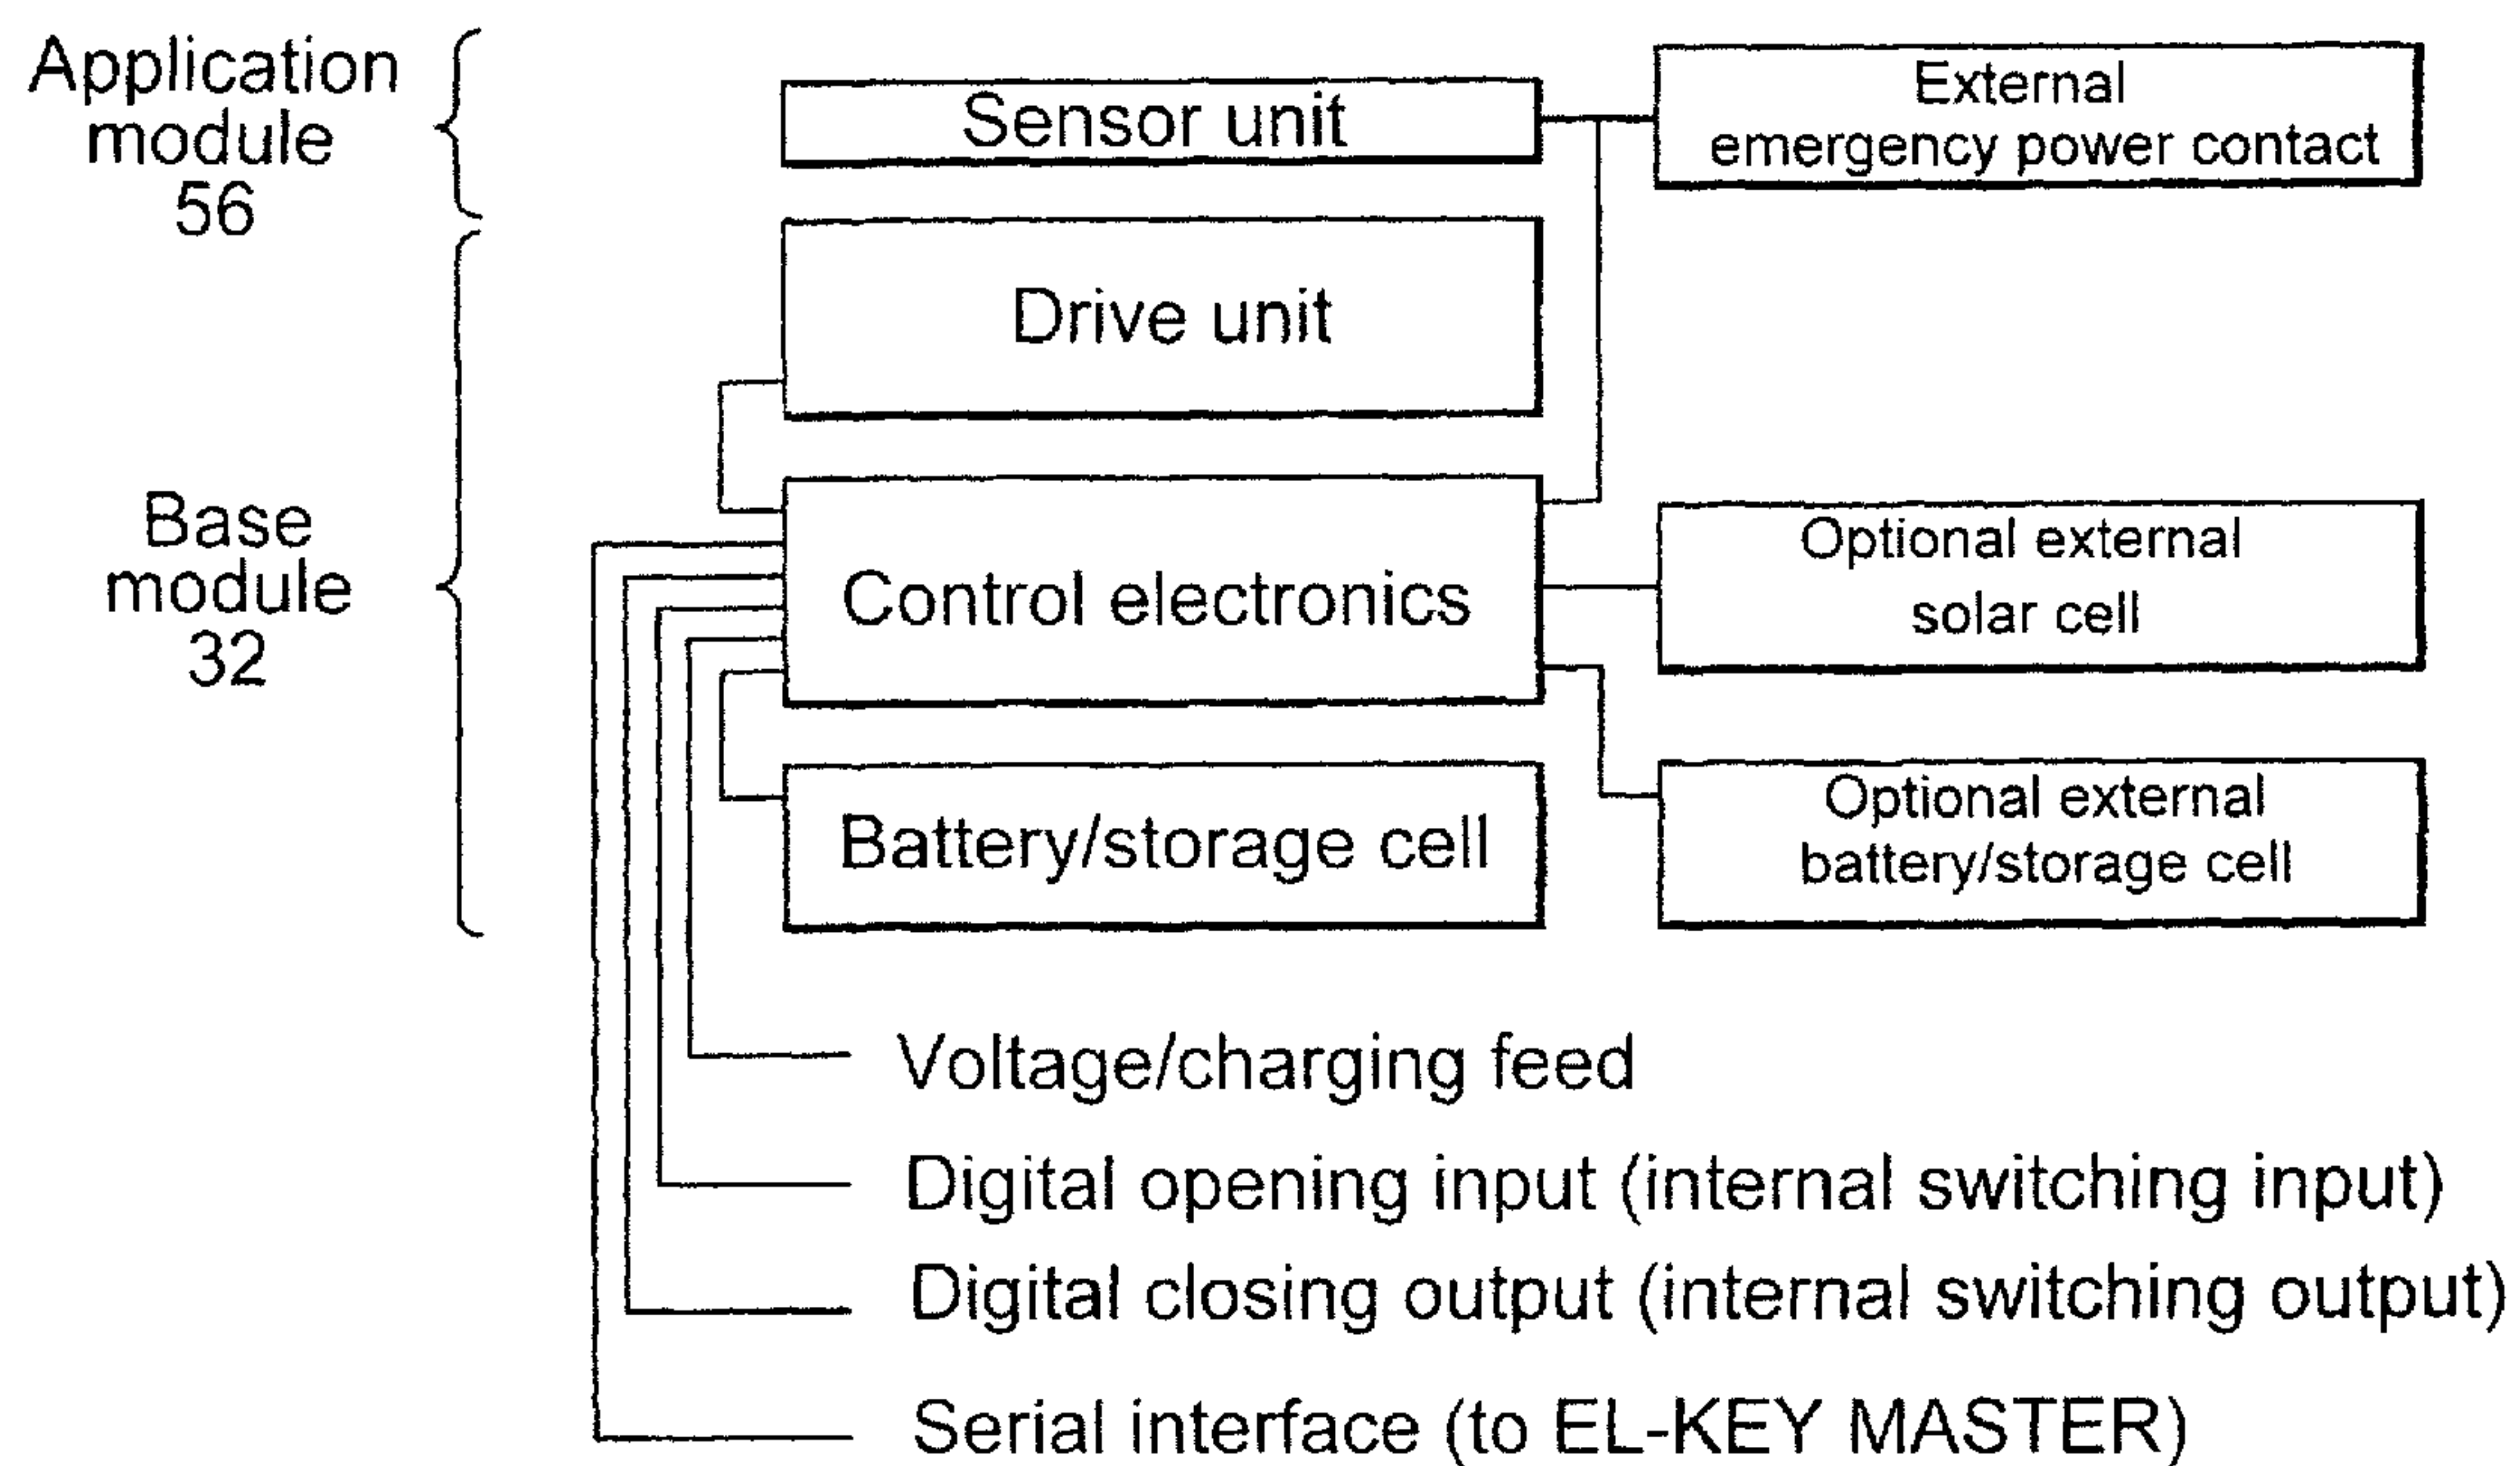 Application
module
56
Sensor unit
External
emergency power contact
Drive unit
Base
module
32
Control electronics
Optional external
solar cell
Battery/storage cell
Optional external
battery/storage cell
Voltage/charging feed
Digital opening input (internal switching input)
Digital closing output (internal switching output)
Serial interface (to EL-KEY MASTER)